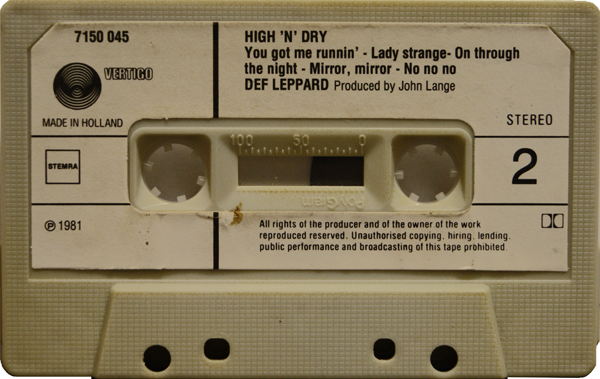 7150 045
VERTIGO
MADE IN HOLLAND
STEMRA
℗ 1981
HIGH 'N' DRY
You got me runnin' - Lady strange- On through
the night - Mirror, mirror - No no no
DEF LEPPARD Produced by John Lange
STEREO
2
100 50 0
PolyGram
All rights of the producer and of the owner of the work
reproduced reserved. Unauthorised copying, hiring, lending,
public performance and broadcasting of this tape prohibited.